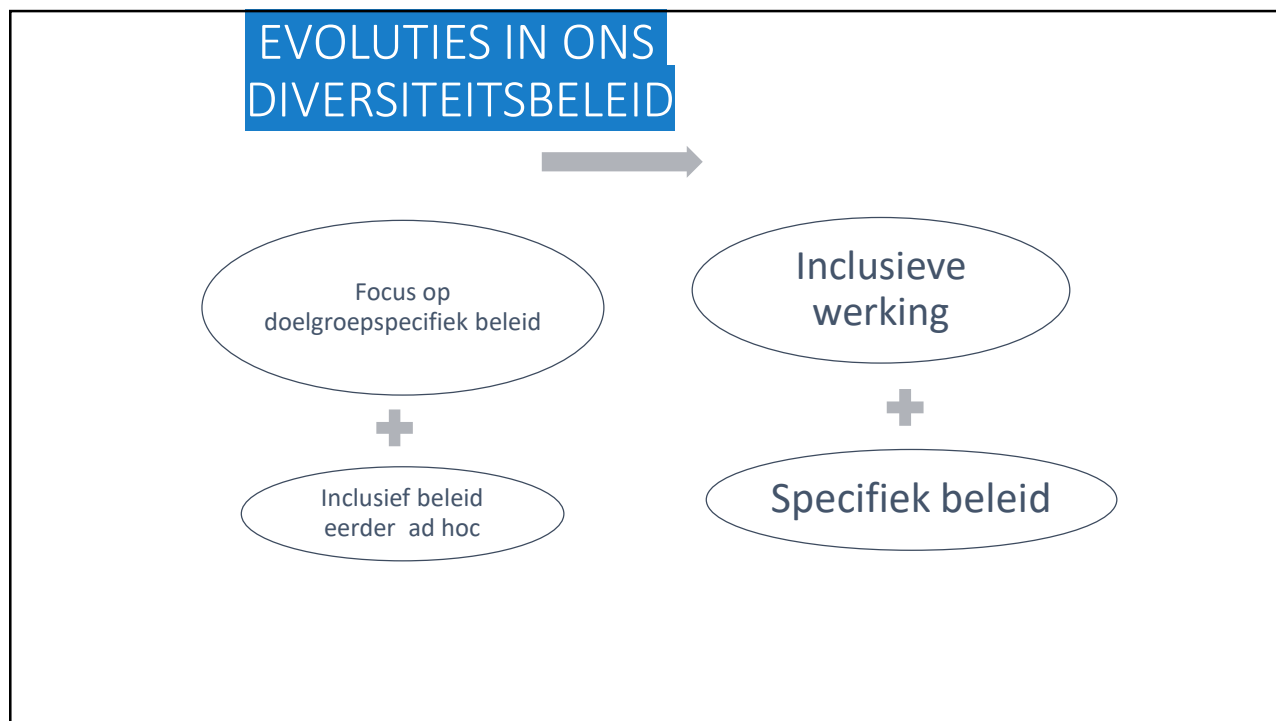 EVOLUTIES IN ONS
DIVERSITEITSBELEID
Focus op
doelgroepspecifiek beleid
Inclusief beleid
eerder ad hoc
Inclusieve
werking
Specifiek beleid